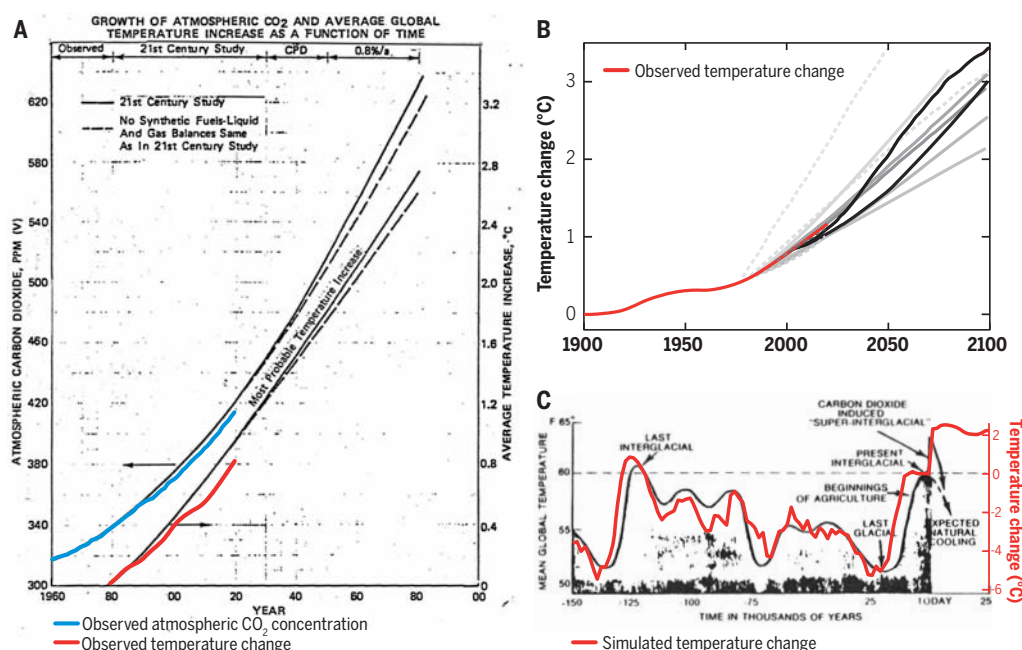 A
GROWTH OF ATMOSPHERIC CO₂ AND AVERAGE GLOBAL
TEMPERATURE INCREASE AS A FUNCTION OF TIME
Observed 21st Century Study CPD 0.8%/a
21st Century Study
No Synthetic Fuels-Liquid
And Gas Balances Same
As In 21st Century Study
Most Probable Temperature Increase
ATMOSPHERIC CARBON DIOXIDE, PPM (V)
620
580
540
500
460
420
380
340
300
AVERAGE TEMPERATURE INCREASE, °C
3.2
2.8
2.4
2.0
1.6
1.2
0.8
0.4
0
1960 80 00 20 40 60 80 00
YEAR
Observed atmospheric CO₂ concentration
Observed temperature change
B
Observed temperature change
Temperature change (°C)
3
2
1
0
1900 1950 2000 2050 2100
C
F 65°
60
55
50
MEAN GLOBAL TEMPERATURE
LAST
INTERGLACIAL
CARBON DIOXIDE
INDUCED
SUPER-INTERGLACIAL
PRESENT
INTERGLACIAL
BEGINNINGS
OF AGRICULTURE
LAST
GLACIAL
EXPECTED
NATURAL
COOLING
2
0
-2
-4
-6
Temperature change (°C)
-150 -125 100 -75 50 25 TODAY 25
TIME IN THOUSANDS OF YEARS
Simulated temperature change